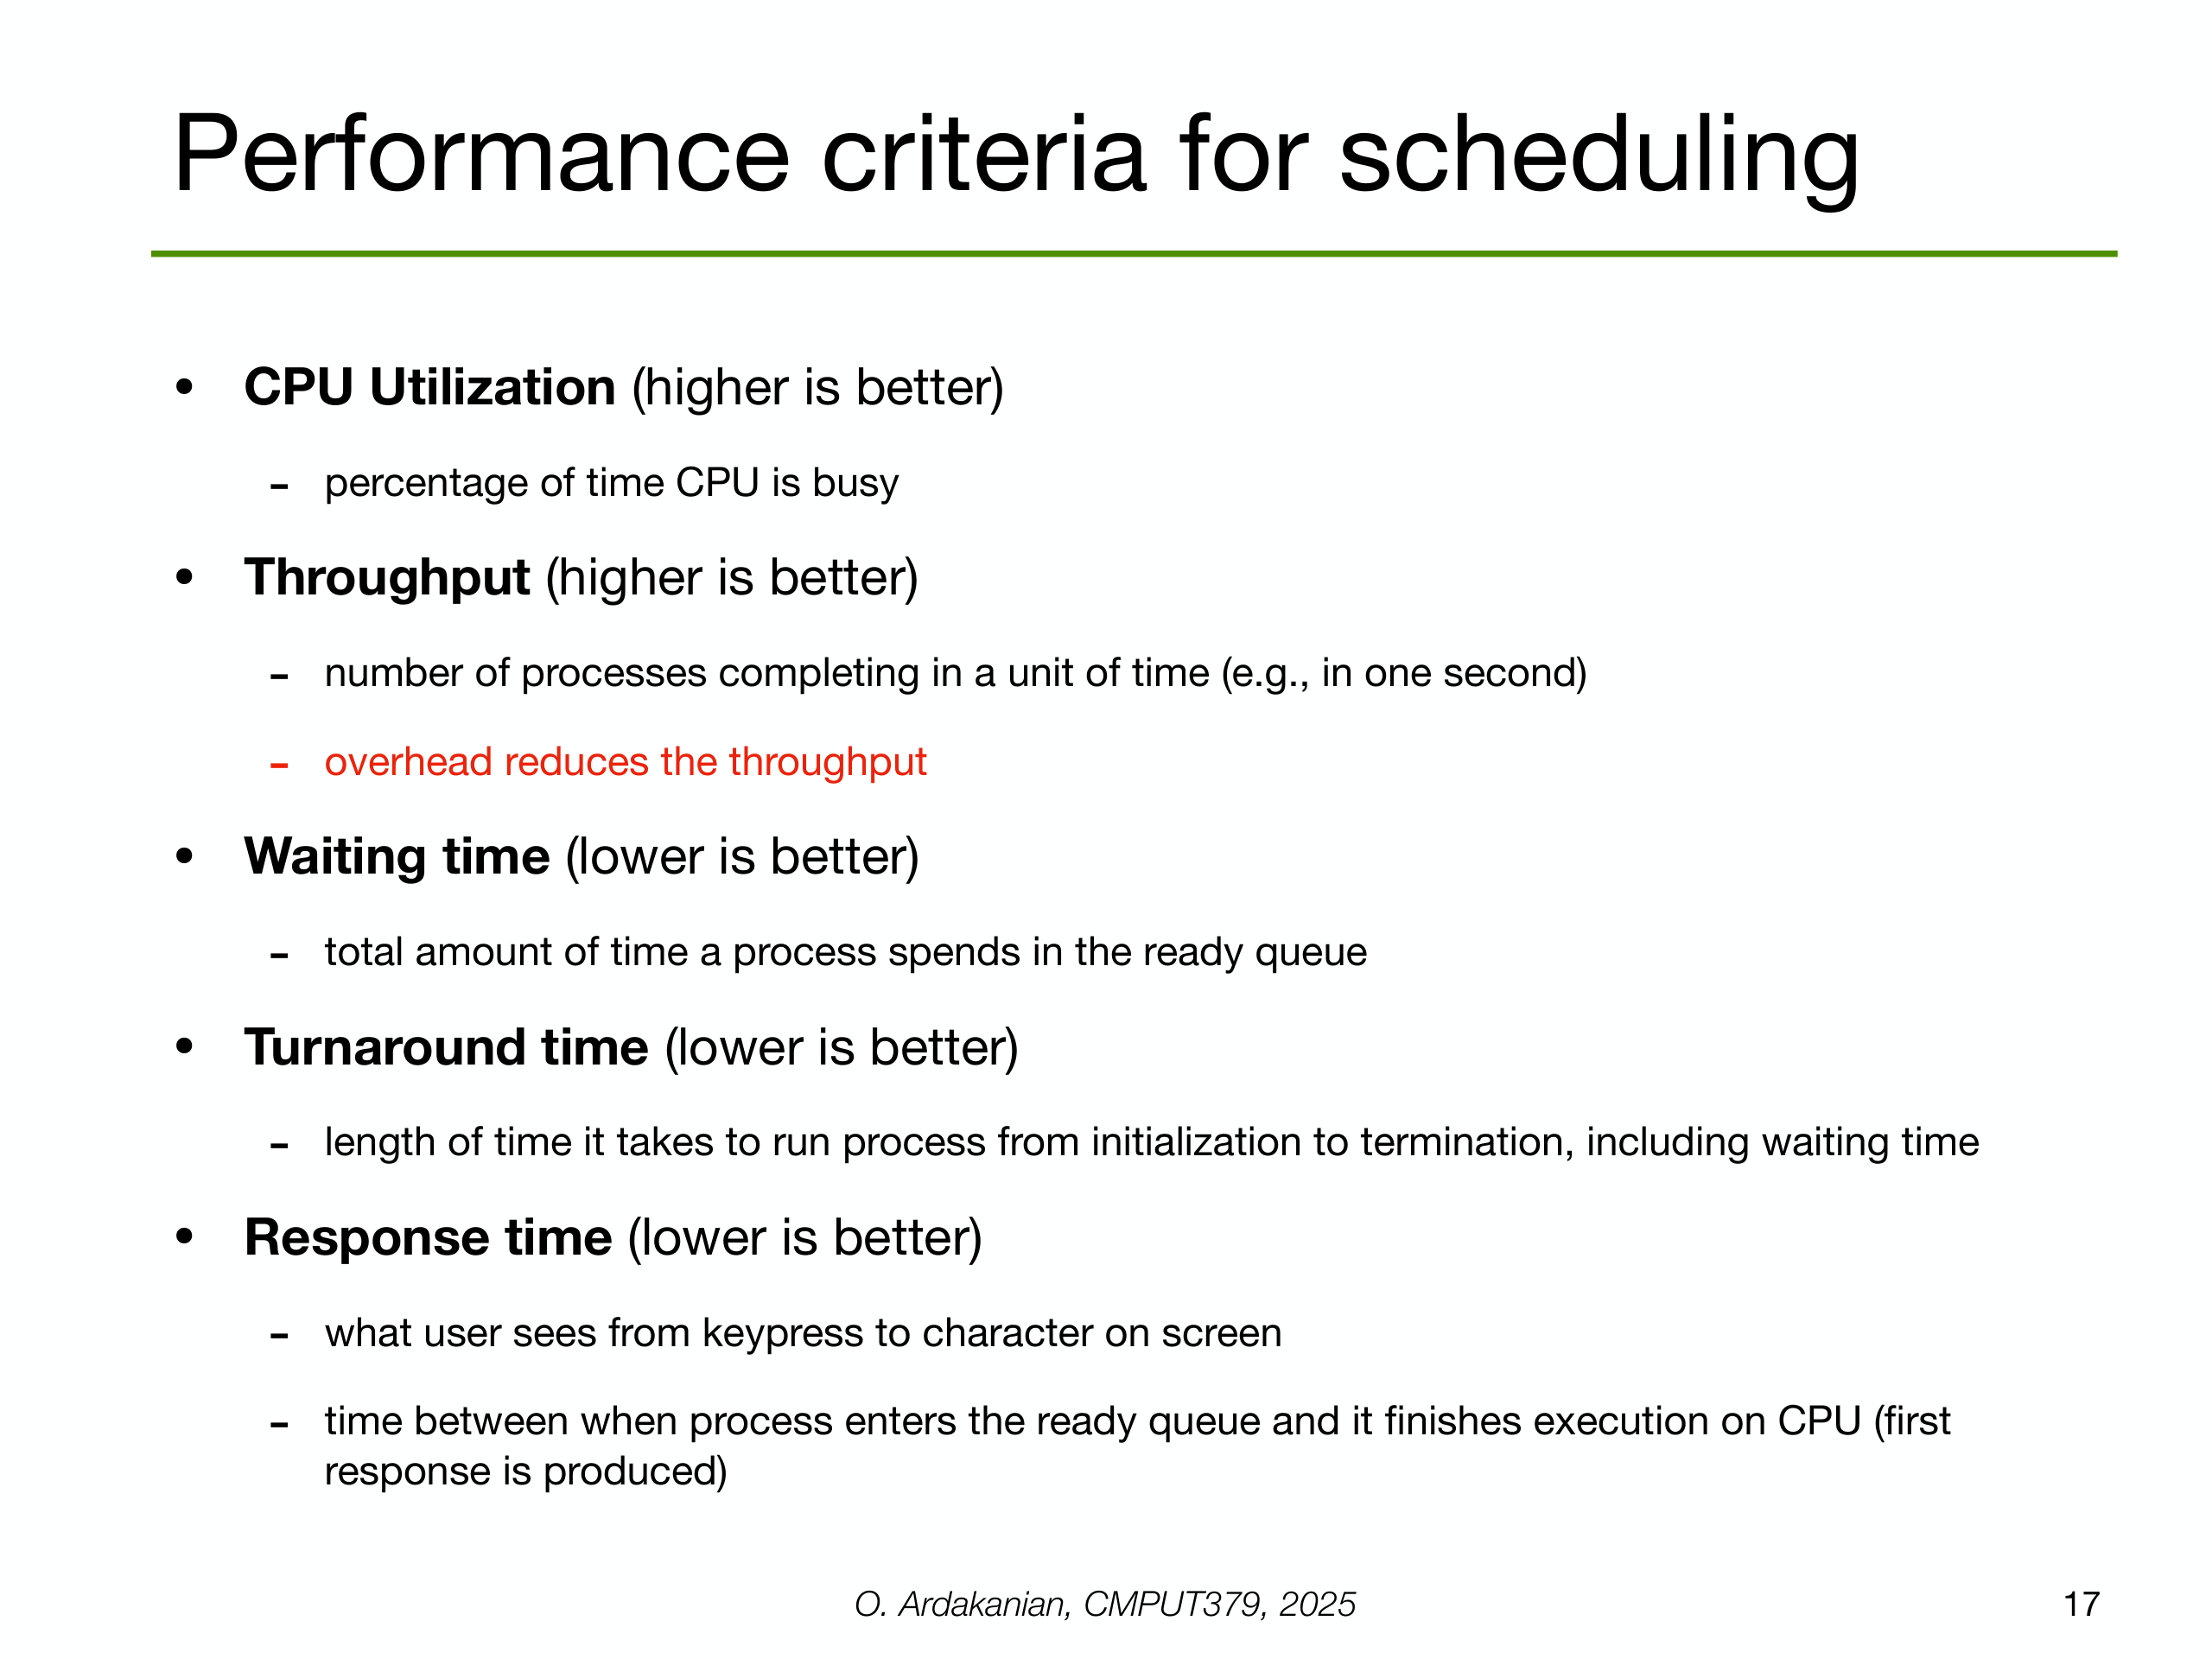 Performance criteria for scheduling
• CPU Utilization (higher is better)
- percentage of time CPU is busy
• Throughput (higher is better)
- number of processes completing in a unit of time (e.g., in one second)
- overhead reduces the throughput
• Waiting time (lower is better)
- total amount of time a process spends in the ready queue
• Turnaround time (lower is better)
- length of time it takes to run process from initialization to termination, including waiting time
• Response time (lower is better)
- what user sees from keypress to character on screen
- time between when process enters the ready queue and it finishes execution on CPU (first
response is produced)
O. Ardakanian, CMPUT379, 2025
17